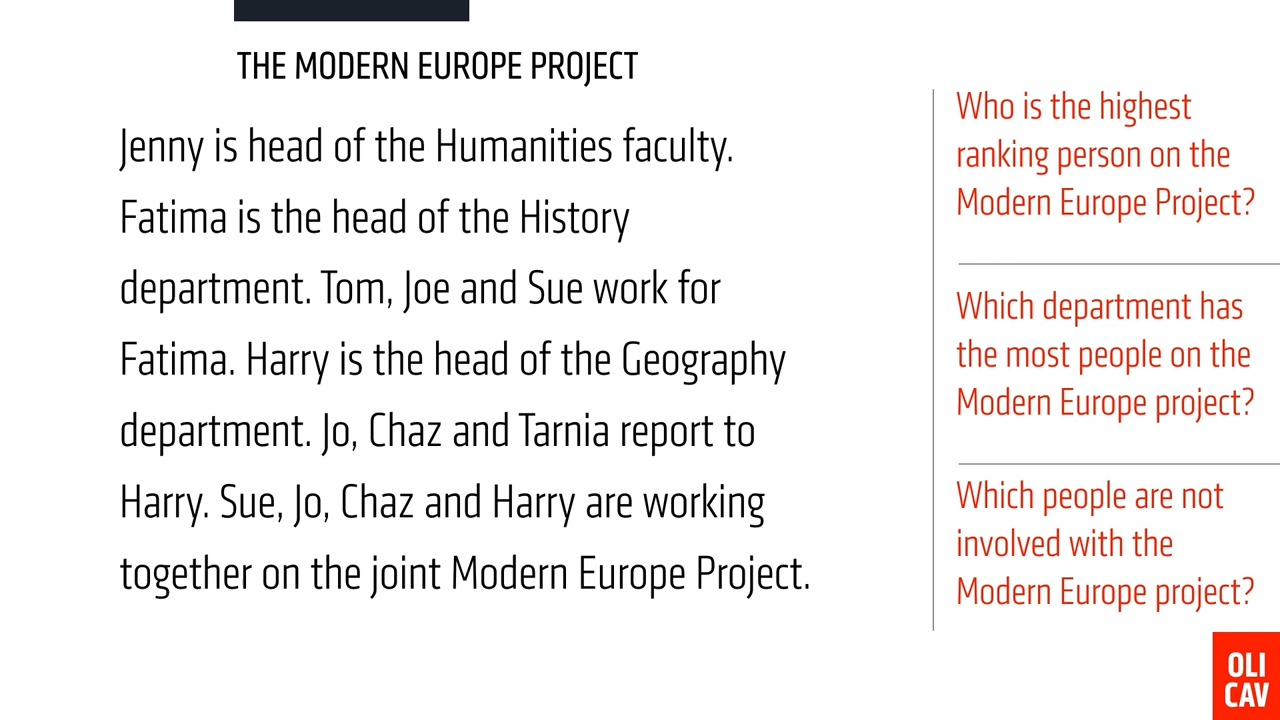 THE MODERN EUROPE PROJECT
Jenny is head of the Humanities faculty.
Fatima is the head of the History
department. Tom, Joe and Sue work for
Fatima. Harry is the head of the Geography
department. Jo, Chaz and Tarnia report to
Harry. Sue, Jo, Chaz and Harry are working
together on the joint Modern Europe Project.
Who is the highest
ranking person on the
Modern Europe Project?
Which department has
the most people on the
Modern Europe project?
Which people are not
involved with the
Modern Europe project?
OLI
CAV